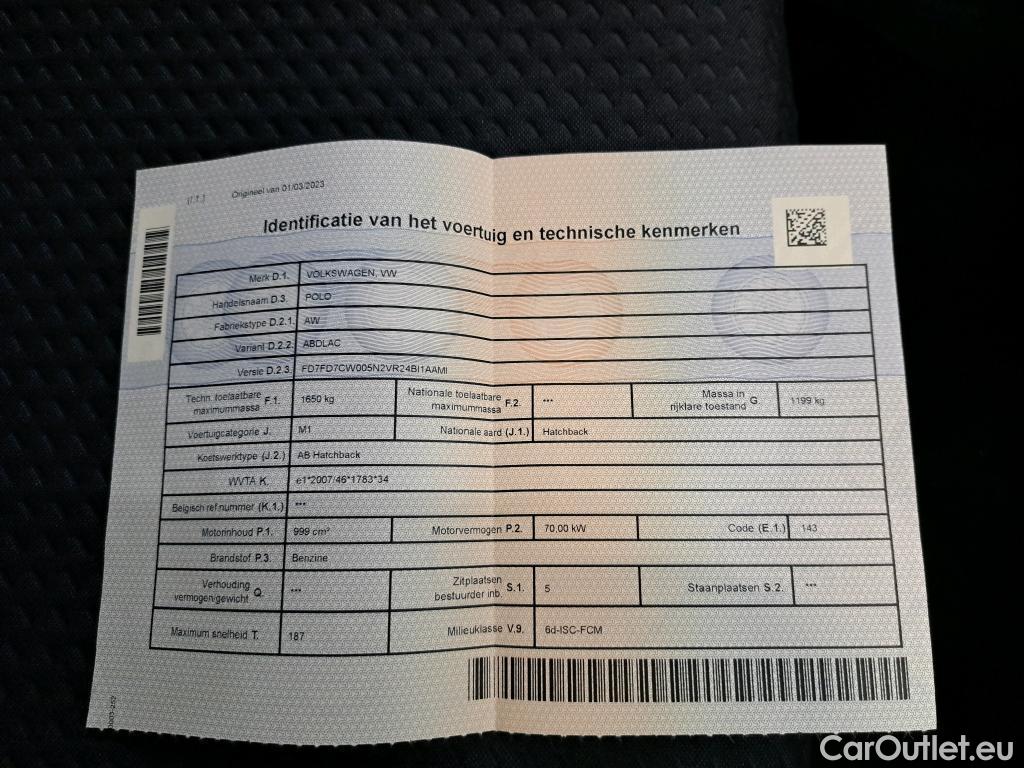 (I.1.) Origineel van 01/03/2023
Identificatie van het voertuig en technische kenmerken
Merk D.1. VOLKSWAGEN, VW
Handelsnaam D.3. POLO
Fabriekstype D.2.1. AW
Variant D.2.2. ABDLAC
Versie D.2.3. FD7FD7CW005N2VR24BI1AAMI
Techn. toelaatbare maximummassa F.1. 1650 kg Nationale toelaatbare maximummassa F.2. *** Massa in rijklare toestand G. 1199 kg
Voertuigcategorie J. M1 Nationale aard (J.1.) Hatchback
Koetswerktype (J.2.) AB Hatchback
WVTA K. e1*2007/46*1783*34
Belgisch ref.nummer (K.1.) ***
Motorinhoud P.1. 999 cm³ Motorvermogen P.2. 70,00 kW Code (E.1.) 143
Brandstof P.3. Benzine
Verhouding vermogen/gewicht Q. *** Zitplaatsen bestuurder inb. S.1. 5 Staanplaatsen S.2. ***
Maximum snelheid T. 187 Milieuklasse V.9. 6d-ISC-FCM
CarOutlet.eu